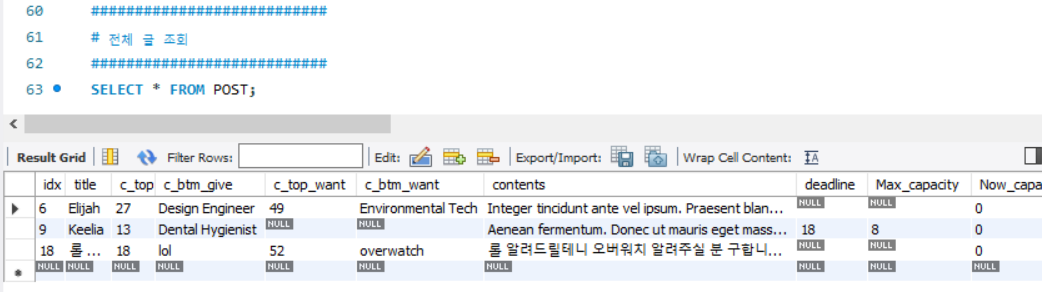 60 ###########################
61 # 전체 글 조회
62 ###########################
63 SELECT * FROM POST;
Result Grid Filter Rows: Edit: Export/Import: Wrap Cell Content:
idx title c_top c_btm_give c_top_want c_btm_want contents deadline Max_capacity Now_capa
6 Elijah 27 Design Engineer 49 Environmental Tech Integer tincidunt ante vel ipsum. Praesent blan... NULL NULL 0
9 Keelia 13 Dental Hygienist NULL NULL Aenean fermentum. Donec ut mauris eget mass... 18 8 0
18 롤 ... 18 lol 52 overwatch 롤 알려드릴테니 오버워치 알려주실 분 구합니... NULL NULL 0
NULL NULL NULL NULL NULL NULL NULL NULL NULL NULL